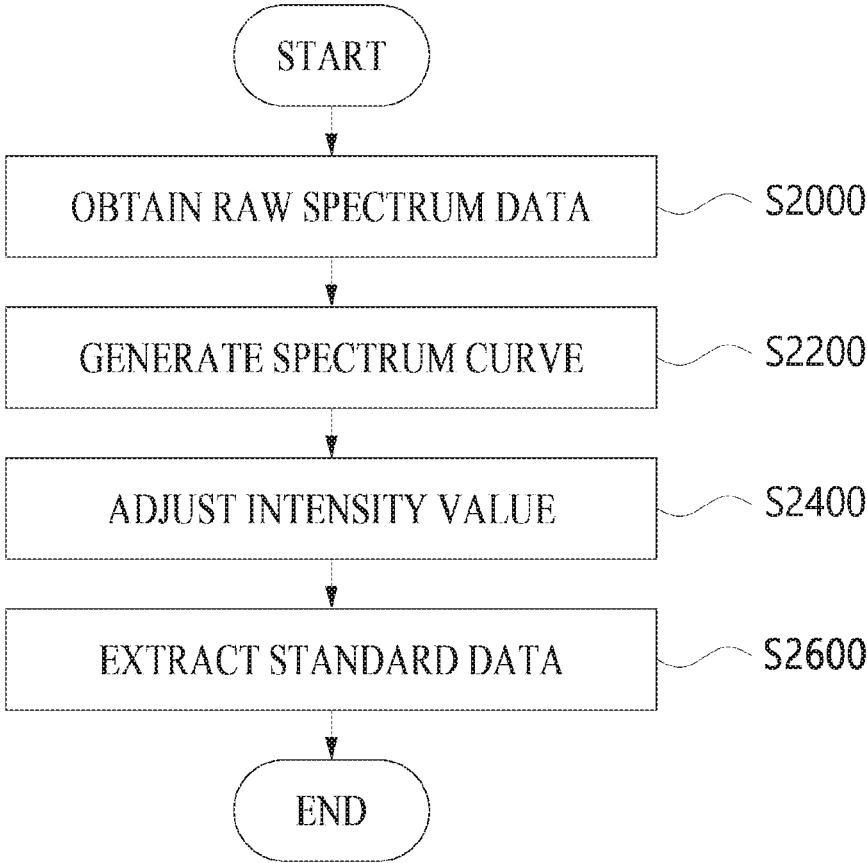 START
OBTAIN RAW SPECTRUM DATA
S2000
GENERATE SPECTRUM CURVE
S2200
ADJUST INTENSITY VALUE
S2400
EXTRACT STANDARD DATA
S2600
END